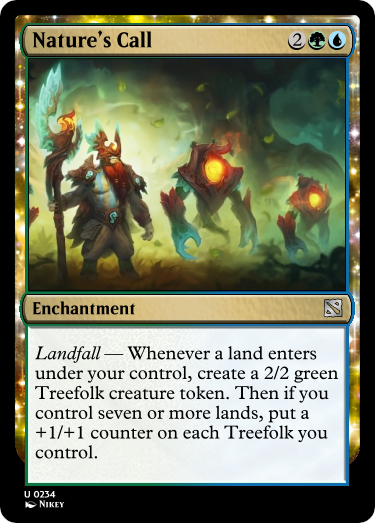 Nature's Call 2
Enchantment
Landfall — Whenever a land enters
under your control, create a 2/2 green
Treefolk creature token. Then if you
control seven or more lands, put a
+1/+1 counter on each Treefolk you
control.
U 0234
Nikey